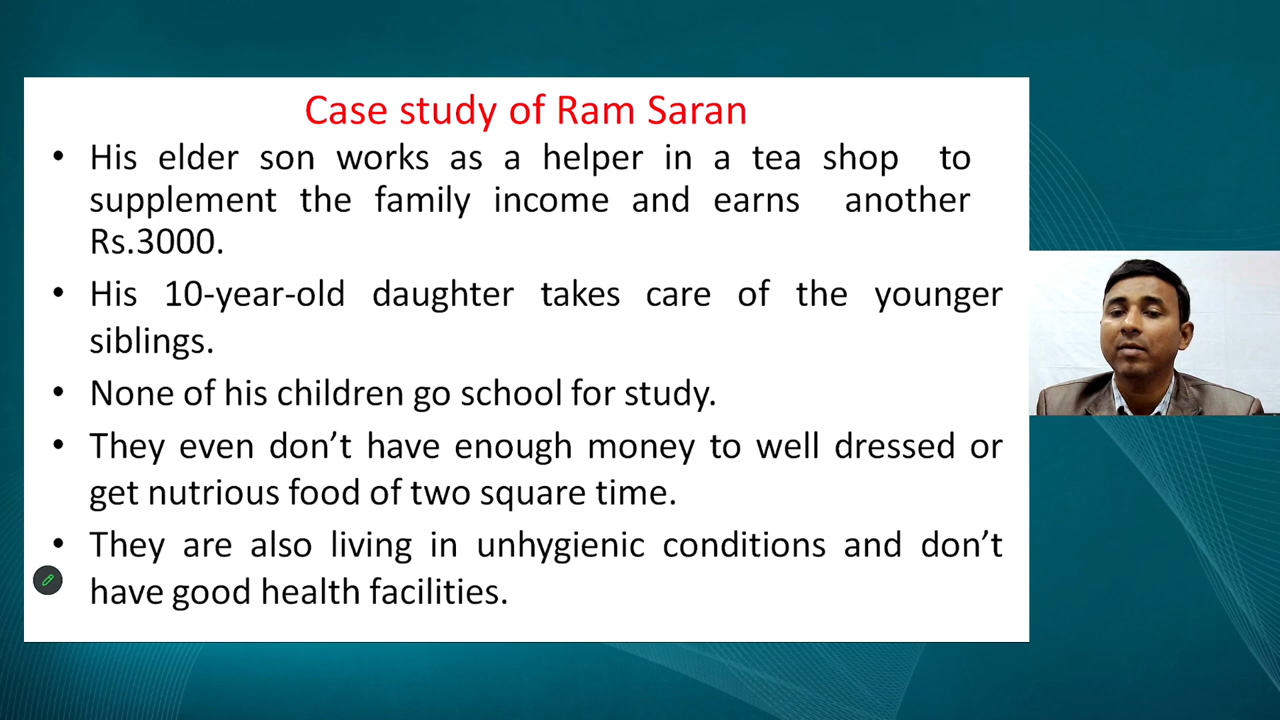 Case study of Ram Saran
• His elder son works as a helper in a tea shop to
supplement the family income and earns another
Rs.3000.
• His 10-year-old daughter takes care of the younger
siblings.
• None of his children go school for study.
• They even don’t have enough money to well dressed or
get nutrious food of two square time.
• They are also living in unhygienic conditions and don’t
have good health facilities.